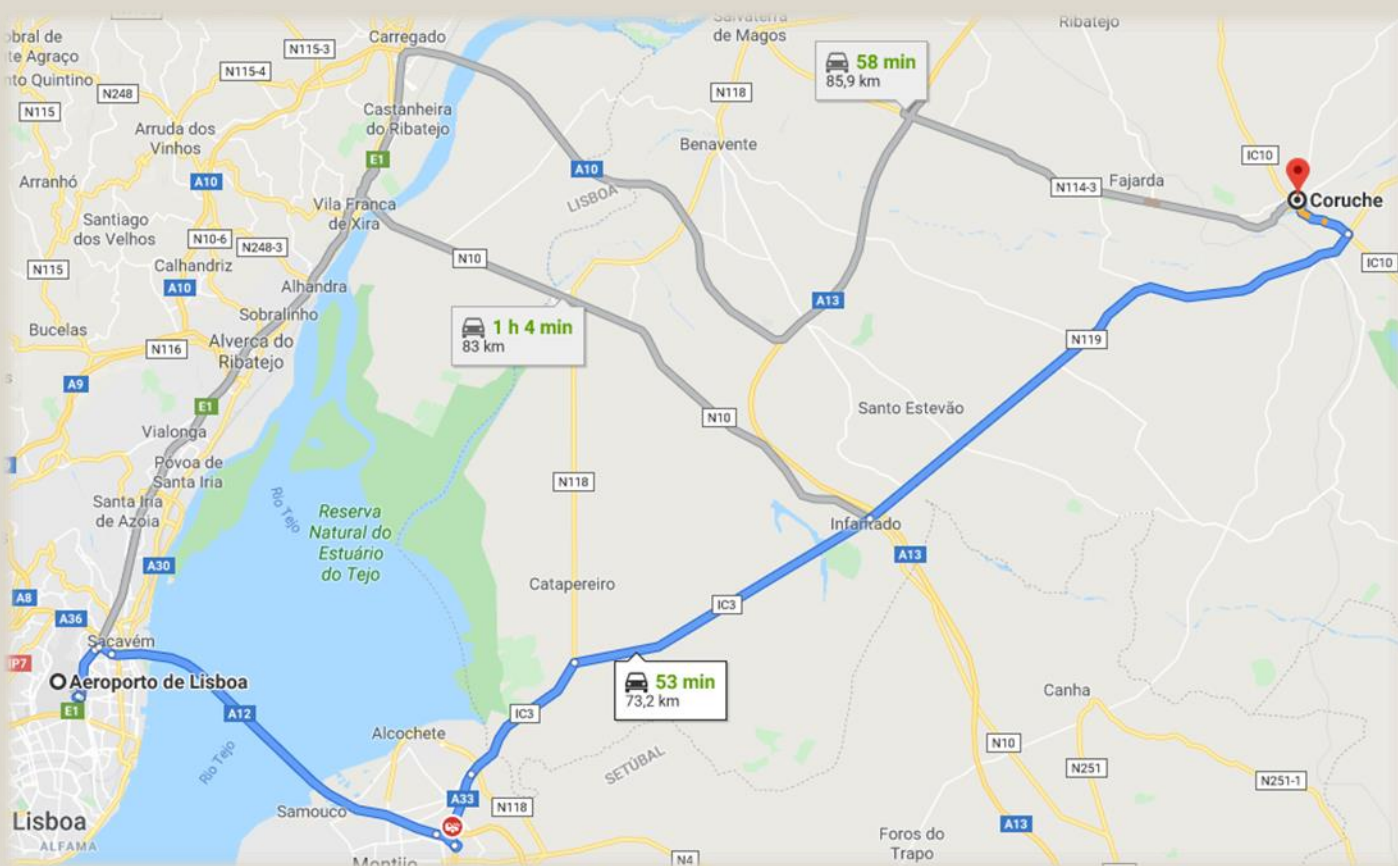 Salvaterra
de Magos
Ribatejo
obral de
te Agraço
nto Quintino
N115-3
Carregado
N115-4
N248
N115
58 min
85,9 km
N118
Castanheira
do Ribatejo
Arruda dos
Vinhos
Benavente
E1
A10
IC10
Arranhó
A10
LISBOA
N114-3
Fajarda
Coruche
Vila Franca
de Xira
Santiago
dos Velhos
N10-6
N248-3
N10
N115
Calhandriz
A10
Alhandra
Sobralinho
IC10
A13
Bucelas
N116
Alverca do
Ribatejo
1 h 4 min
83 km
N119
A9
E1
N10
Santo Estevão
Vialonga
Póvoa de
Santa Iria
N118
Santa Iria
de Azoia
Rio Tejo
Reserva
Natural do
Estuário
do Tejo
Infantado
A13
A30
Catapereiro
A8
A36
IC3
Sacavém
IP7
Aeroporto de Lisboa
53 min
73,2 km
E1
A12
IC3
Canha
Alcochete
Rio Tejo
SETÚBAL
N10
N251
N251-1
A33
N118
Samouco
Lisboa
ALFAMA
A13
Foros do
Trapo
Montijo
N4